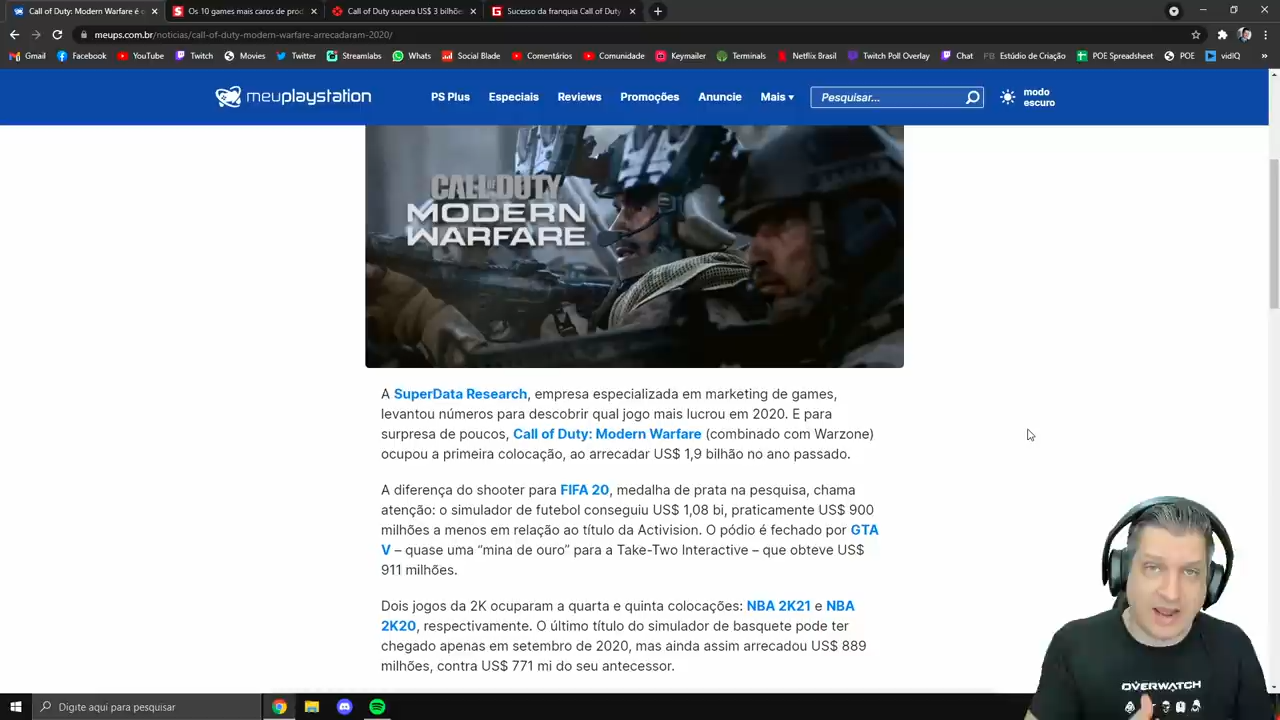 Call of Duty: Modern Warfare é o
Os 10 games mais caros de prod
Call of Duty supera US$ 3 bilhões
Sucesso da franquia Call of Duty
meups.com.br/noticias/call-of-duty-modern-warfare-arrecadaram-2020/
Gmail Facebook YouTube Twitch Movies Twitter Streamlabs Whats Social Blade Comentários Comunidade Keymailer Terminals Netflix Brasil Twitch Poll Overlay Chat Estúdio de Criação POE Spreadsheet POE vidIQ »
meuplaystation PS Plus Especiais Reviews Promoções Anuncie Mais ▾ Pesquisar... modo
escuro
CALL OF DUTY
MODERN
WARFARE
A SuperData Research, empresa especializada em marketing de games,
levantou números para descobrir qual jogo mais lucrou em 2020. E para
surpresa de poucos, Call of Duty: Modern Warfare (combinado com Warzone)
ocupou a primeira colocação, ao arrecadar US$ 1,9 bilhão no ano passado.
A diferença do shooter para FIFA 20, medalha de prata na pesquisa, chama
atenção: o simulador de futebol conseguiu US$ 1,08 bi, praticamente US$ 900
milhões a menos em relação ao título da Activision. O pódio é fechado por GTA
V – quase uma “mina de ouro” para a Take-Two Interactive – que obteve US$
911 milhões.
Dois jogos da 2K ocuparam a quarta e quinta colocações: NBA 2K21 e NBA
2K20, respectivamente. O último título do simulador de basquete pode ter
chegado apenas em setembro de 2020, mas ainda assim arrecadou US$ 889
milhões, contra US$ 771 mi do seu antecessor.
OVERWATCH
Digite aqui para pesquisar